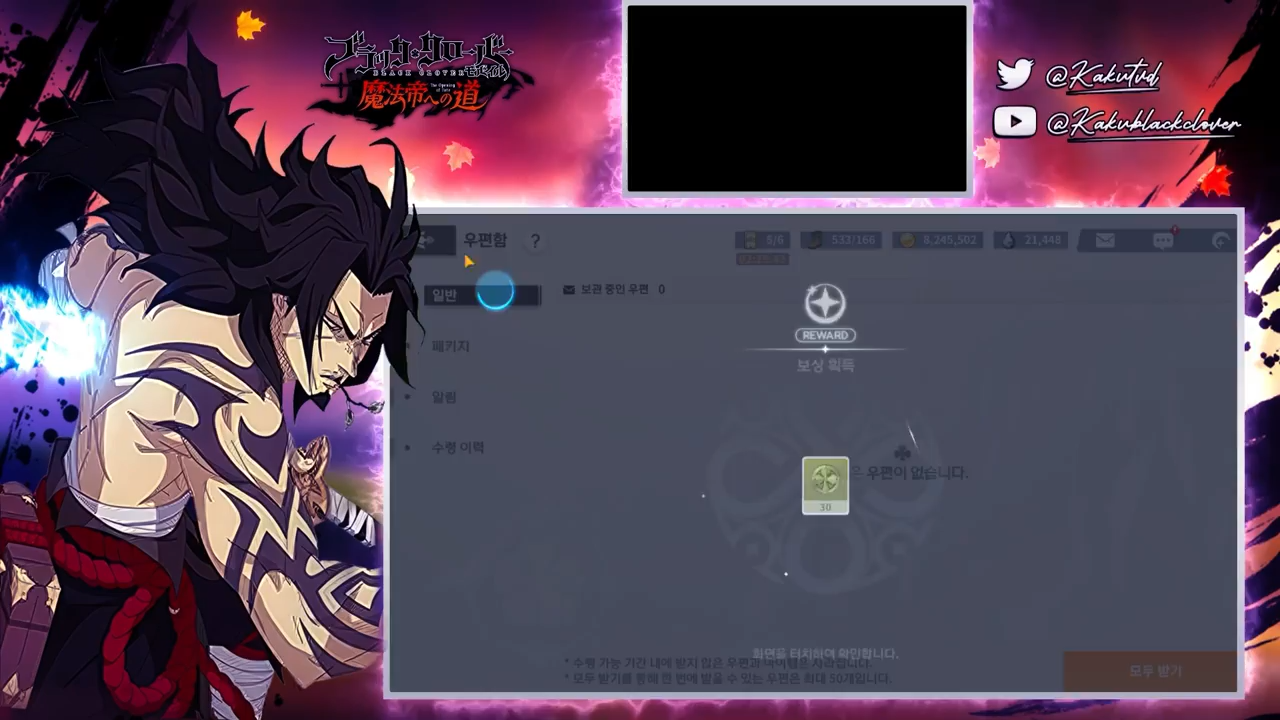 ブラッククローバーモバイル
BLACK CLOVER
The Opening of Fate
魔法帝への道
@Kakutvd
@Kakublackclover
우편함 ?
6/6
533/166
8,245,502
21,448
일반
보관 중인 우편 0
REWARD
패키지
보상 획득
알림
수령 이력
은 우편이 없습니다.
30
화면을 터치하여 확인합니다.
* 수령 가능 기간 내에 받지 않은 우편과 아이템은 사라집니다.
* 모두 받기를 통해 한 번에 받을 수 있는 우편은 최대 50개입니다.
모두 받기